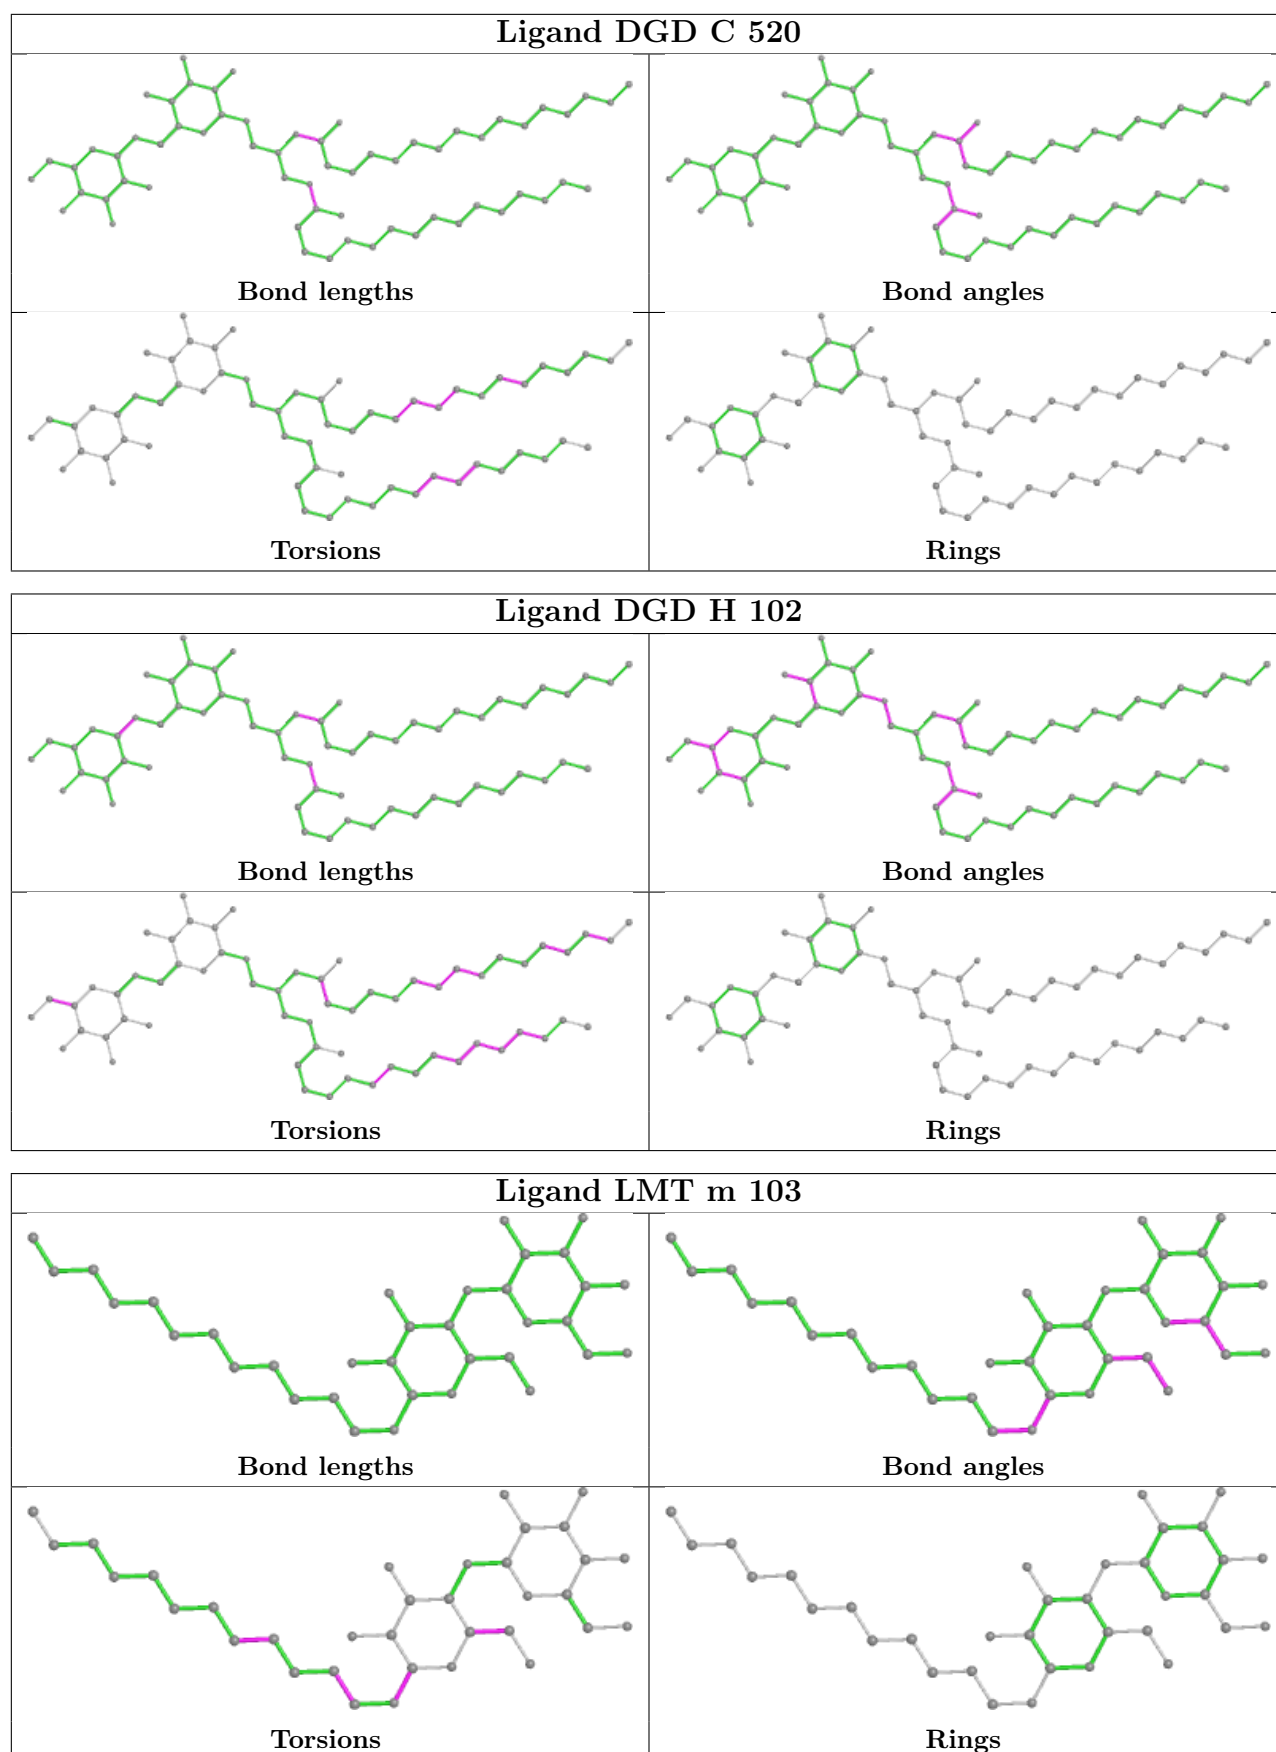 Ligand DGD C 520
Bond lengths
Bond angles
Torsions
Rings
Ligand DGD H 102
Bond lengths
Bond angles
Torsions
Rings
Ligand LMT m 103
Bond lengths
Bond angles
Torsions
Rings